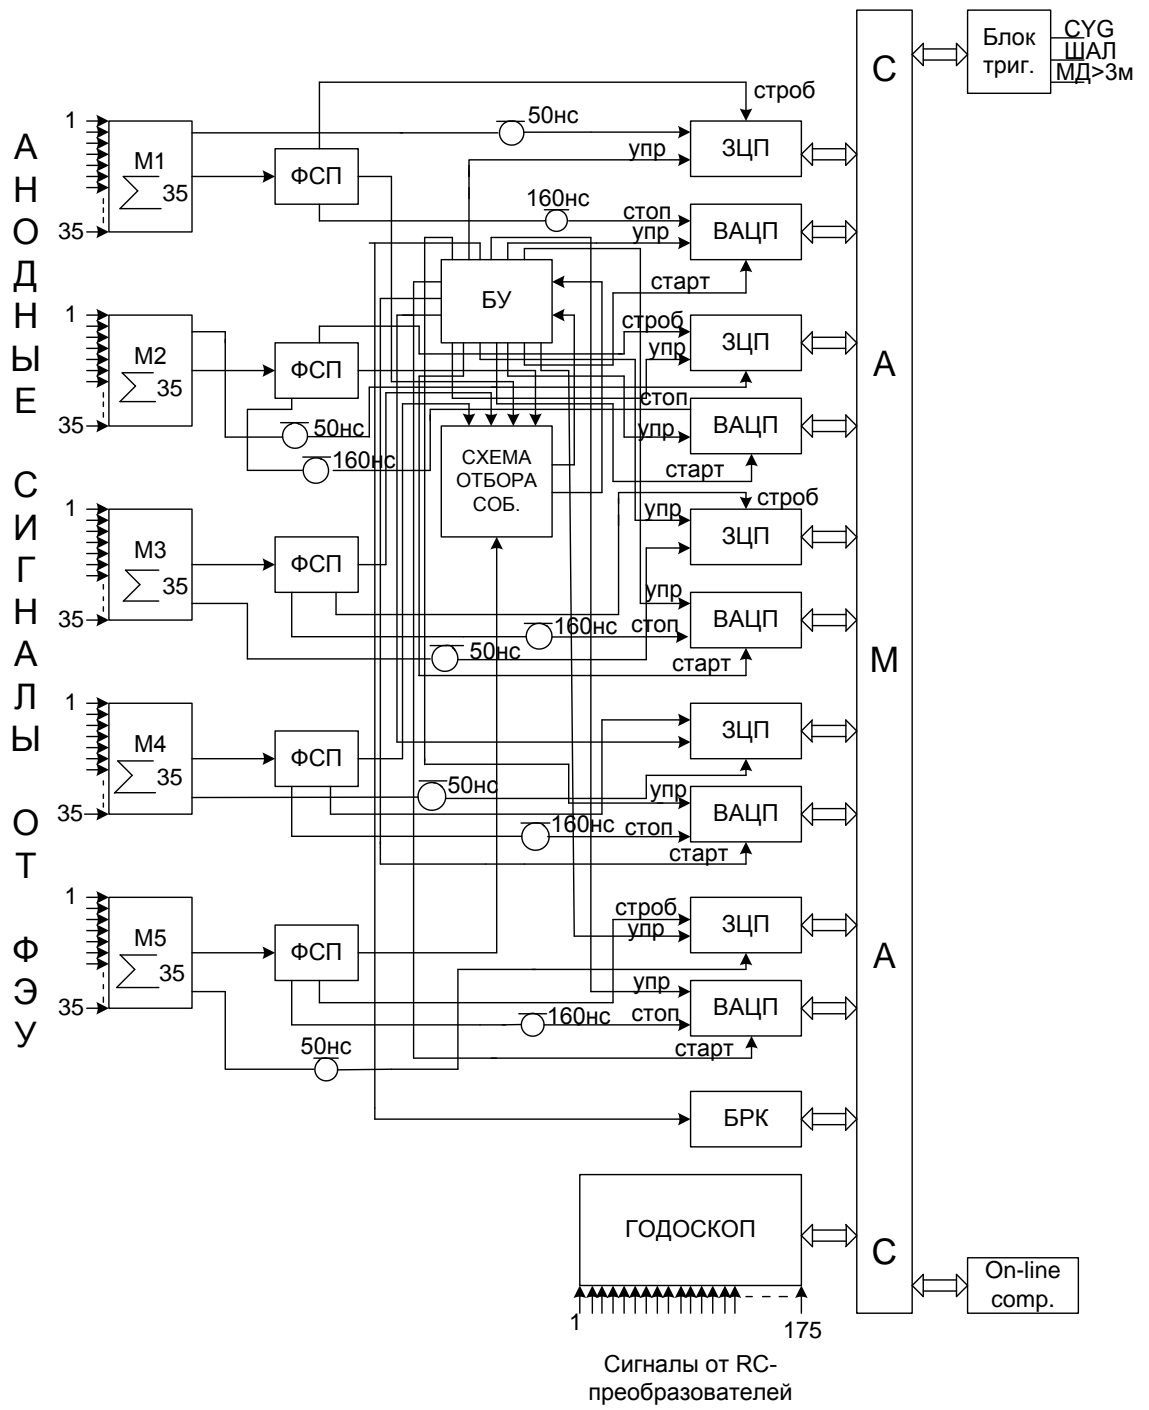 АНОДНЫЕ СИГНАЛЫ ОТ ФЭУ
САМАС
Блок
триг.
CYG
ШАЛ
МД>3м
строб
1
М1
∑ 35
35
ФСП
50нс
упр
ЗЦП
160нс
стоп
упр
ВАЦП
старт
БУ
1
М2
∑ 35
35
ФСП
строб
упр
ЗЦП
50нс
160нс
стоп
упр
ВАЦП
старт
СХЕМА
ОТБОРА
СОБ.
1
М3
∑ 35
35
ФСП
строб
упр
ЗЦП
упр
160нс
стоп
ВАЦП
50нс
старт
1
М4
∑ 35
35
ФСП
ЗЦП
50нс
упр
160нс
стоп
ВАЦП
старт
1
М5
∑ 35
35
ФСП
строб
упр
ЗЦП
упр
160нс
стоп
ВАЦП
50нс
старт
БРК
ГОДОСКОП
1
175
On-line
comp.
Сигналы от RC-
преобразователей